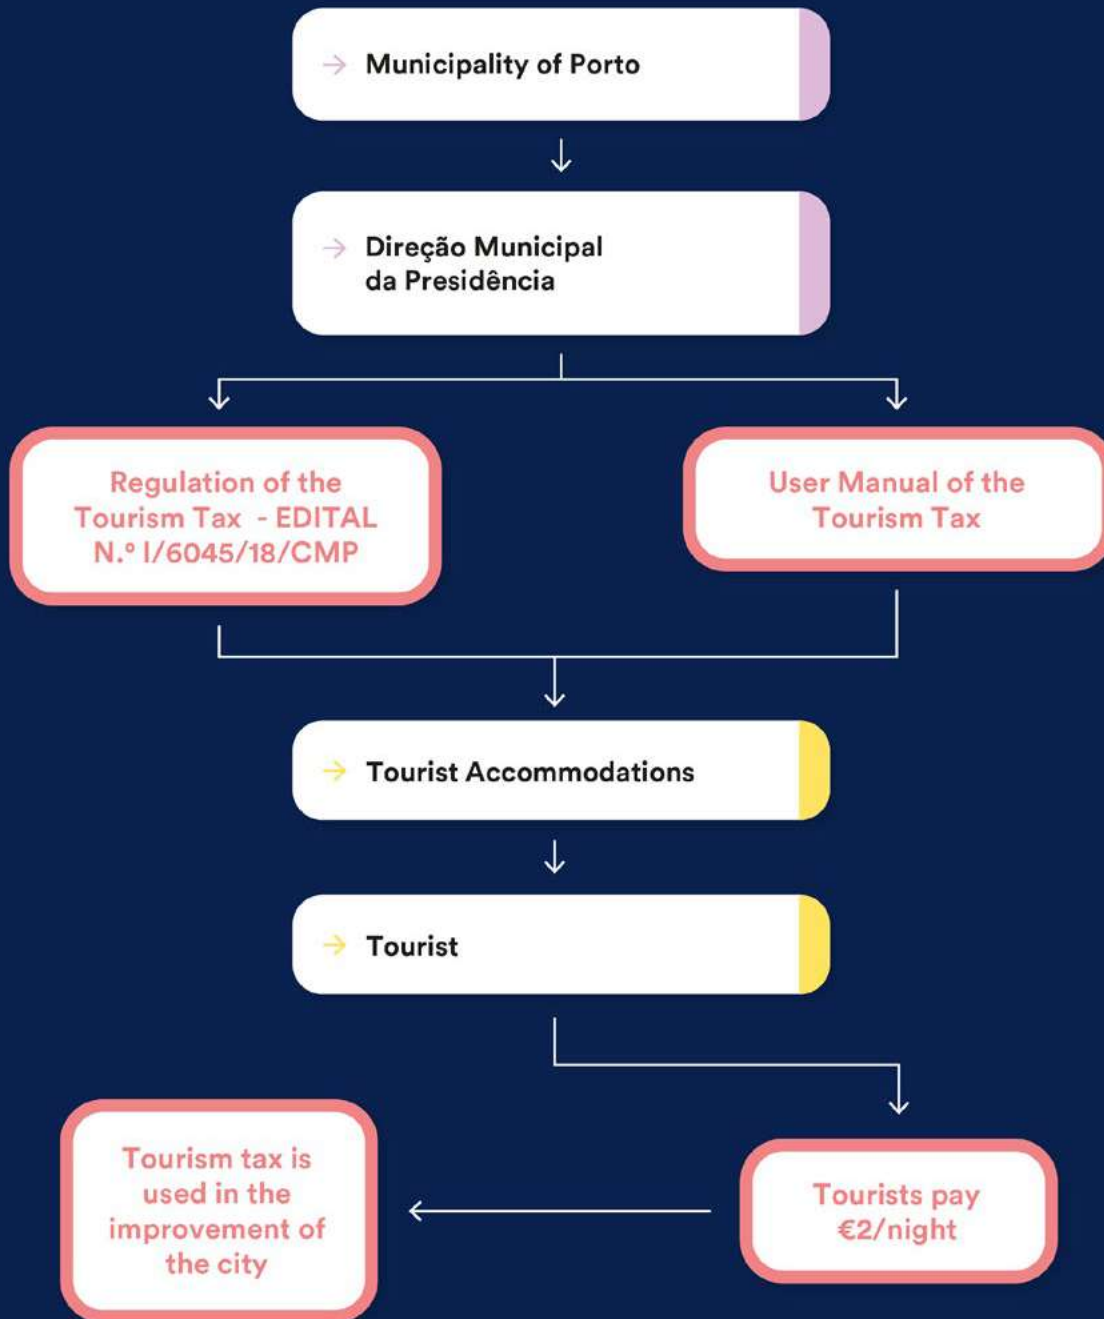 Municipality of Porto
Direção Municipal
da Presidência
Regulation of the
Tourism Tax - EDITAL
N.º I/6045/18/CMP
User Manual of the
Tourism Tax
Tourist Accommodations
Tourist
Tourism tax is
used in the
improvement of
the city
Tourists pay
€2/night